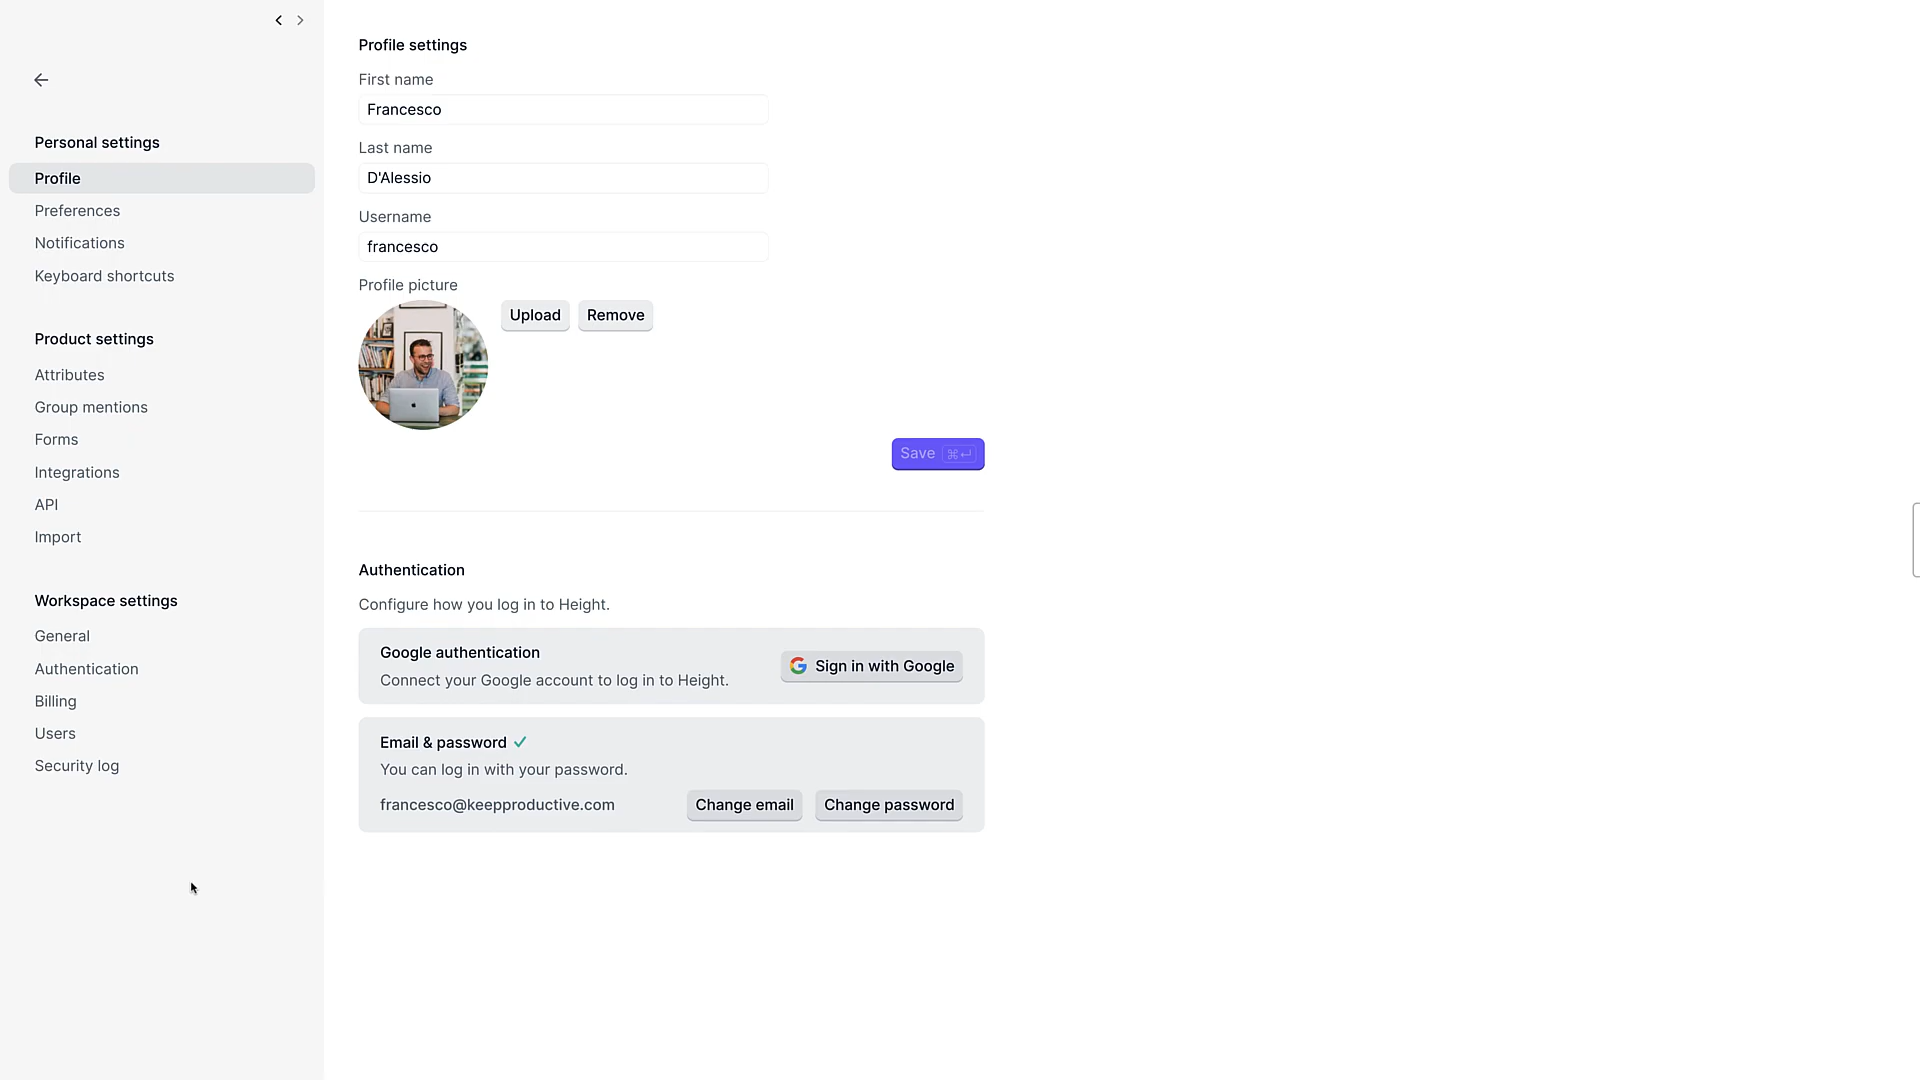 Personal settings
Profile
Preferences
Notifications
Keyboard shortcuts
Product settings
Attributes
Group mentions
Forms
Integrations
API
Import
Workspace settings
General
Authentication
Billing
Users
Security log
Profile settings
First name
Francesco
Last name
D'Alessio
Username
francesco
Profile picture
Upload Remove
Save ⌘↵
Authentication
Configure how you log in to Height.
Google authentication
Connect your Google account to log in to Height.
Sign in with Google
Email & password
You can log in with your password.
francesco@keepproductive.com
Change email Change password